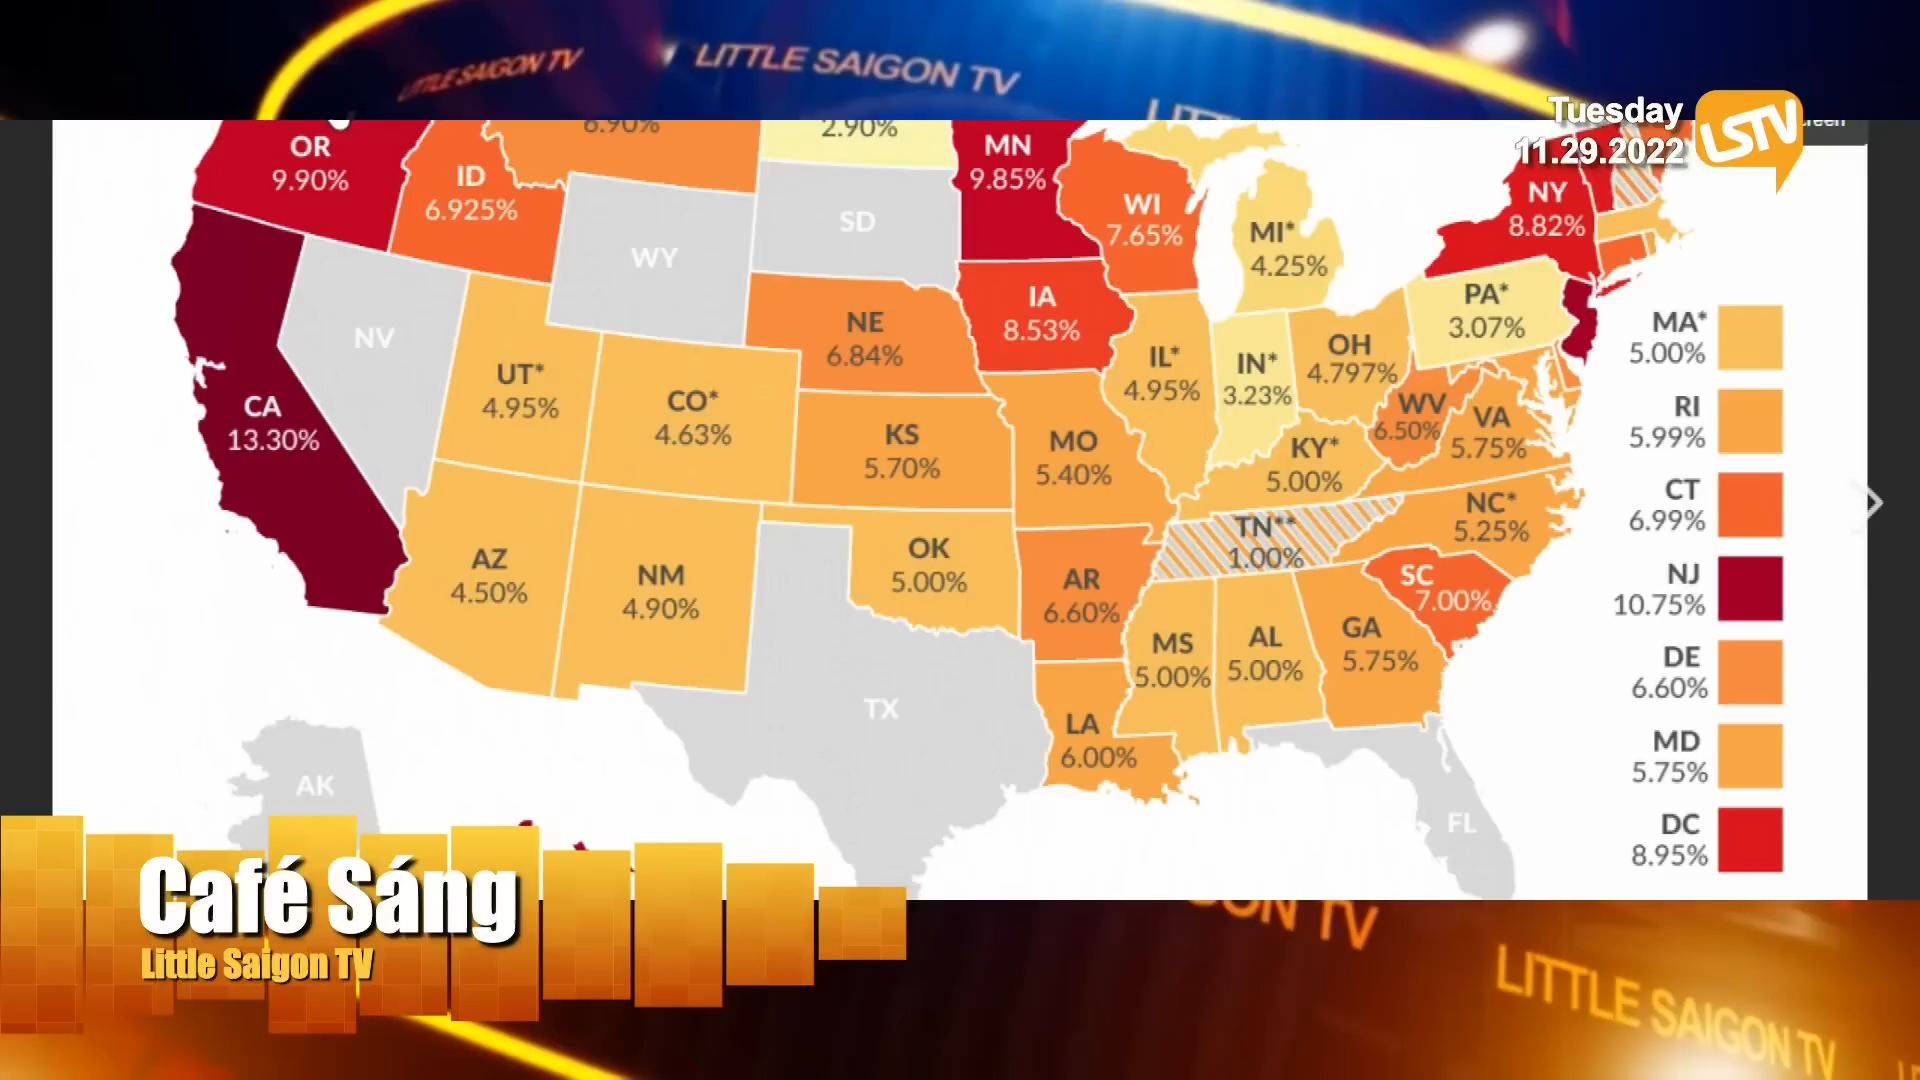 LITTLE SAIGON TV
LITTLE SAIGON TV
Tuesday
11.29.2022
LSTV
OR
9.90%
ID
6.925%
6.90%
2.90%
MN
9.85%
WI
7.65%
MI*
4.25%
NY
8.82%
WY
SD
NV
CA
13.30%
UT*
4.95%
CO*
4.63%
NE
6.84%
IA
8.53%
IL*
4.95%
IN*
3.23%
OH
4.797%
PA*
3.07%
KS
5.70%
MO
5.40%
KY*
5.00%
WV
6.50%
VA
5.75%
AZ
4.50%
NM
4.90%
OK
5.00%
AR
6.60%
TN**
1.00%
NC*
5.25%
SC
7.00%
MS
5.00%
AL
5.00%
GA
5.75%
TX
LA
6.00%
AK
FL
MA*
5.00%
RI
5.99%
CT
6.99%
NJ
10.75%
DE
6.60%
MD
5.75%
DC
8.95%
Café Sáng
Little Saigon TV
LITTLE SAIGON TV